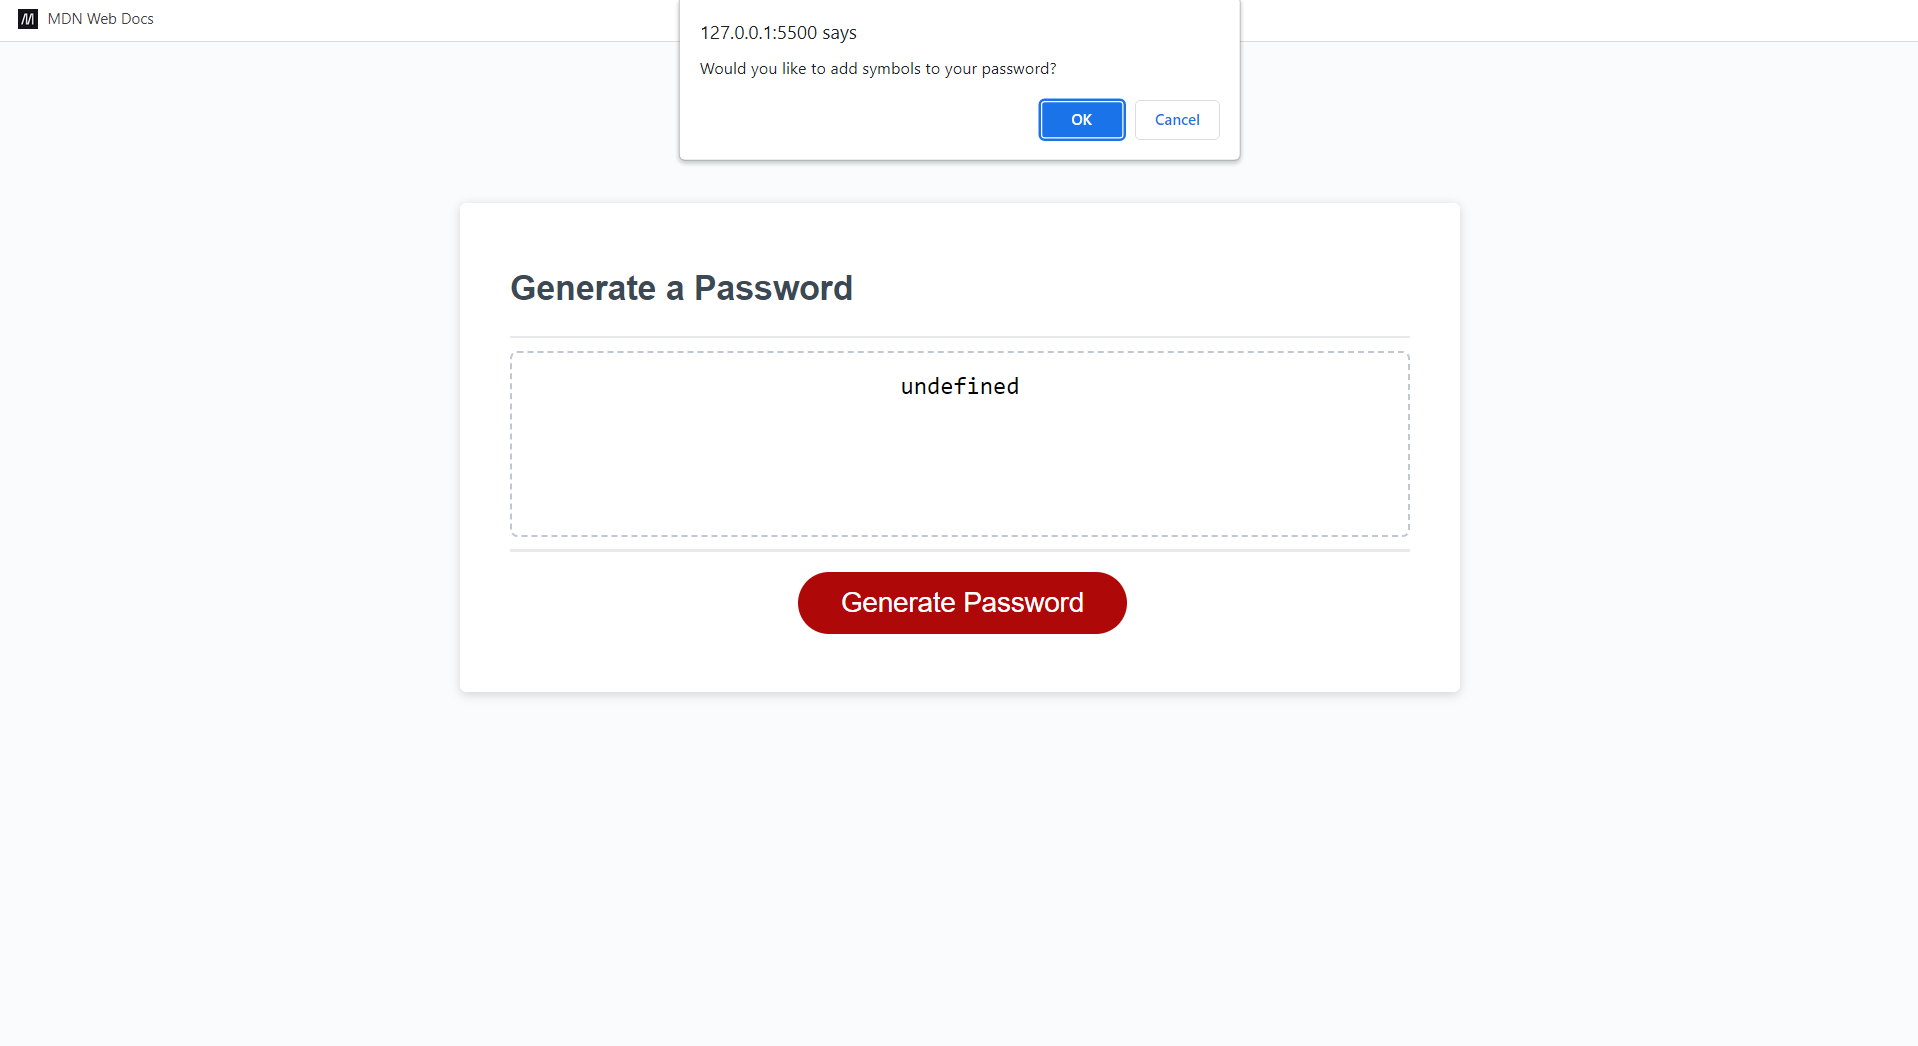 MDN Web Docs
127.0.0.1:5500 says
Would you like to add symbols to your password?
OK
Cancel
Generate a Password
undefined
Generate Password